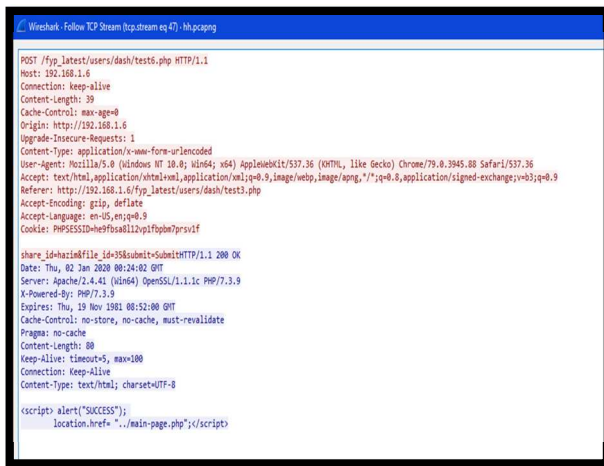 Wireshark · Follow TCP Stream (tcp.stream eq 47) · hh.pcapng
POST /fyp_latest/users/dash/test6.php HTTP/1.1
Host: 192.168.1.6
Connection: keep-alive
Content-Length: 39
Cache-Control: max-age=0
Origin: http://192.168.1.6
Upgrade-Insecure-Requests: 1
Content-Type: application/x-www-form-urlencoded
User-Agent: Mozilla/5.0 (Windows NT 10.0; Win64; x64) AppleWebKit/537.36 (KHTML, like Gecko) Chrome/79.0.3945.88 Safari/537.36
Accept: text/html,application/xhtml+xml,application/xml;q=0.9,image/webp,image/apng,*/*;q=0.8,application/signed-exchange;v=b3;q=0.9
Referer: http://192.168.1.6/fyp_latest/users/dash/test3.php
Accept-Encoding: gzip, deflate
Accept-Language: en-US,en;q=0.9
Cookie: PHPSESSID=he9fbsa8l12vp1fbpbm7prsv1f
share_id=hazim&file_id=35&submit=SubmitHTTP/1.1 200 OK
Date: Thu, 02 Jan 2020 00:24:02 GMT
Server: Apache/2.4.41 (Win64) OpenSSL/1.1.1c PHP/7.3.9
X-Powered-By: PHP/7.3.9
Expires: Thu, 19 Nov 1981 08:52:00 GMT
Cache-Control: no-store, no-cache, must-revalidate
Pragma: no-cache
Content-Length: 80
Keep-Alive: timeout=5, max=100
Connection: Keep-Alive
Content-Type: text/html; charset=UTF-8
<script> alert("SUCCESS");
location.href= "../main-page.php";</script>